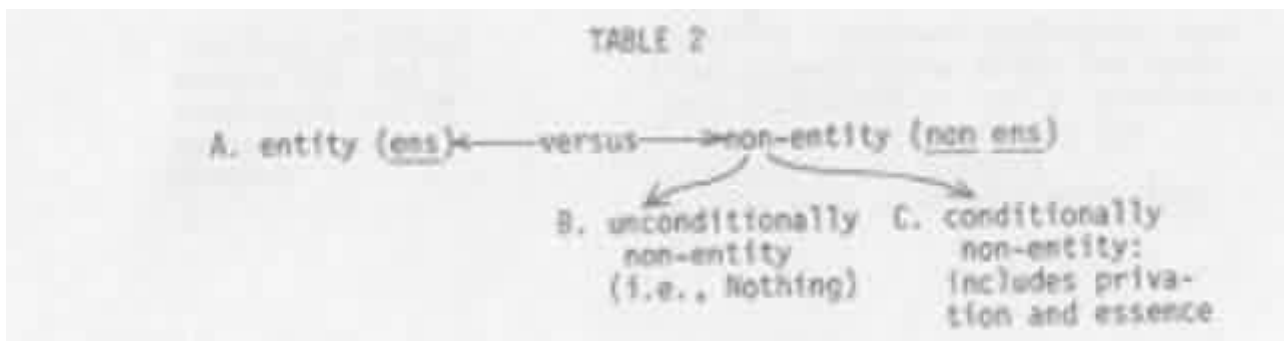 TABLE 2
A. entity (ens) versus non-entity (non ens)
B. unconditionally
non-entity
(i.e., Nothing)
C. conditionally
non-entity:
includes priva-
tion and essence